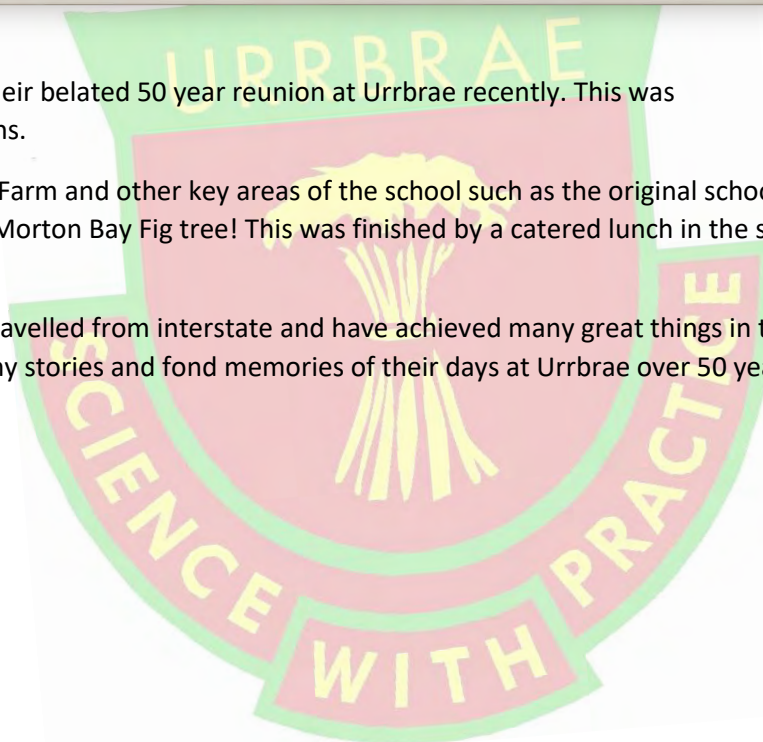 URRBRAE
eir belated 50 year reunion at Urrbrae recently. This was
ns.
Farm and other key areas of the school such as the original schoo
Morton Bay Fig tree! This was finished by a catered lunch in the s
avelled from interstate and have achieved many great things in t
ny stories and fond memories of their days at Urrbrae over 50 yea
SCIENCE WITH PRACTICE